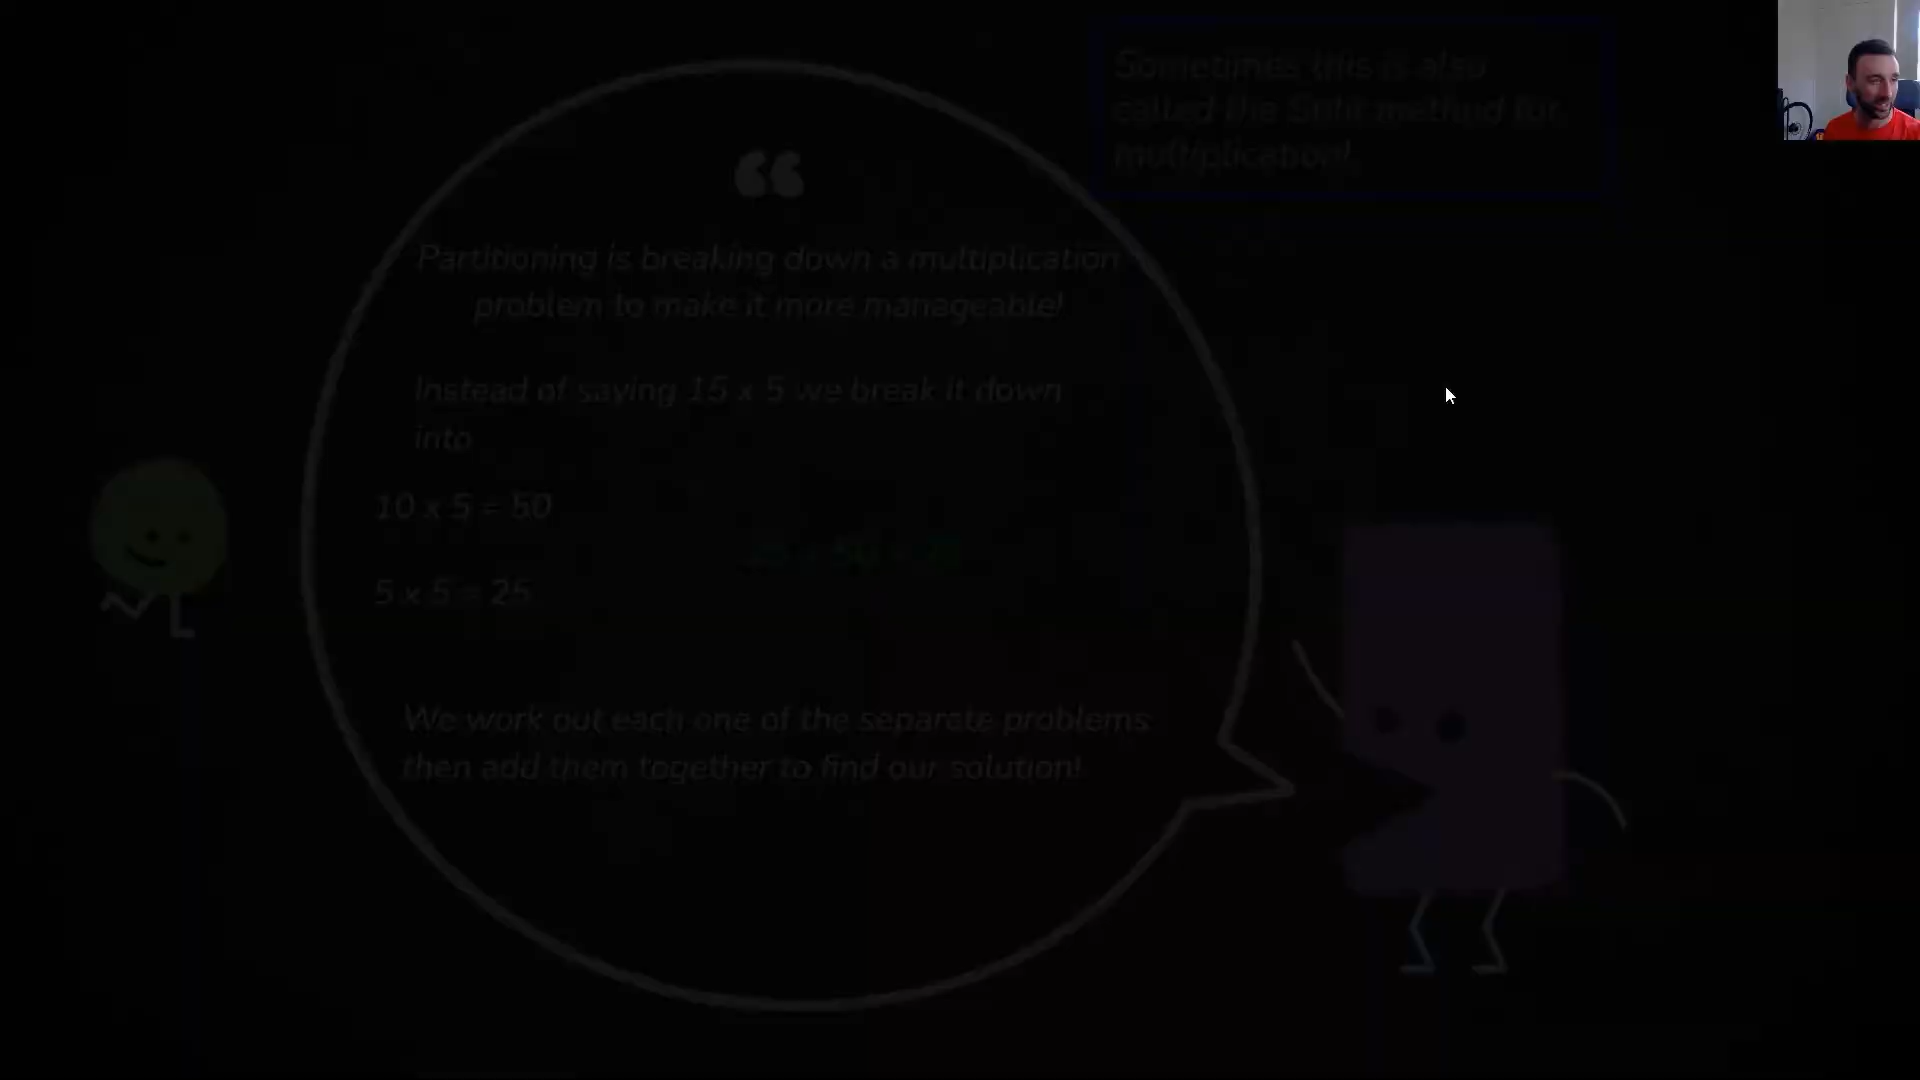 Sometimes this is also
called the Split method for
multiplication!
“
Partitioning is breaking down a multiplication
problem to make it more manageable!
Instead of saying 15 x 5 we break it down
into
10 x 5 = 50
5 x 5 = 25
We work out each one of the separate problems
then add them together to find our solution!